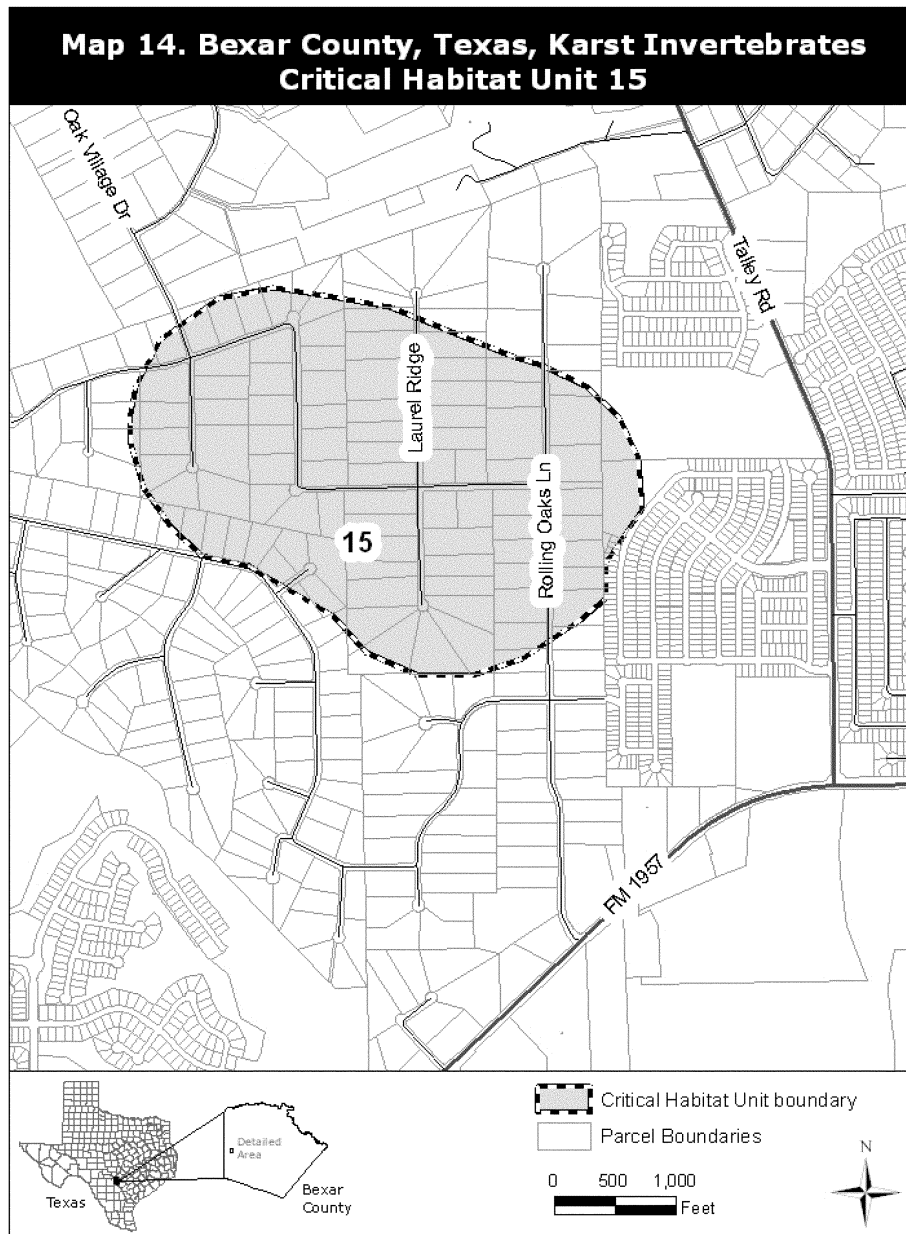 Map 14. Bexar County, Texas, Karst Invertebrates
Critical Habitat Unit 15
Oak Village Dr
Talley Rd
Laurel Ridge
Rolling Oaks Ln
15
FM 1957
Critical Habitat Unit boundary
Parcel Boundaries
0 500 1,000
Feet
N
Detailed
Area
Texas
Bexar
County